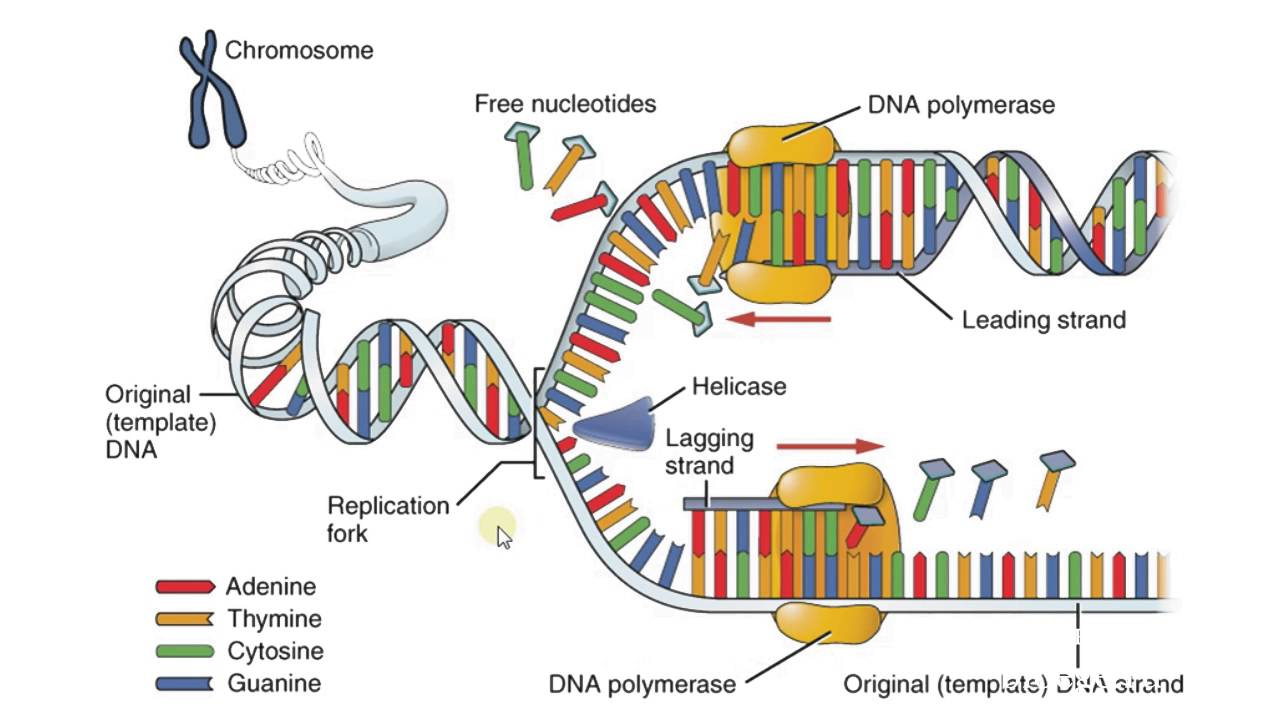 Chromosome
Free nucleotides
DNA polymerase
Leading strand
Helicase
Original
(template)
DNA
Lagging
strand
Replication
fork
Adenine
Thymine
Cytosine
Guanine
DNA polymerase
Original (template) DNA strand